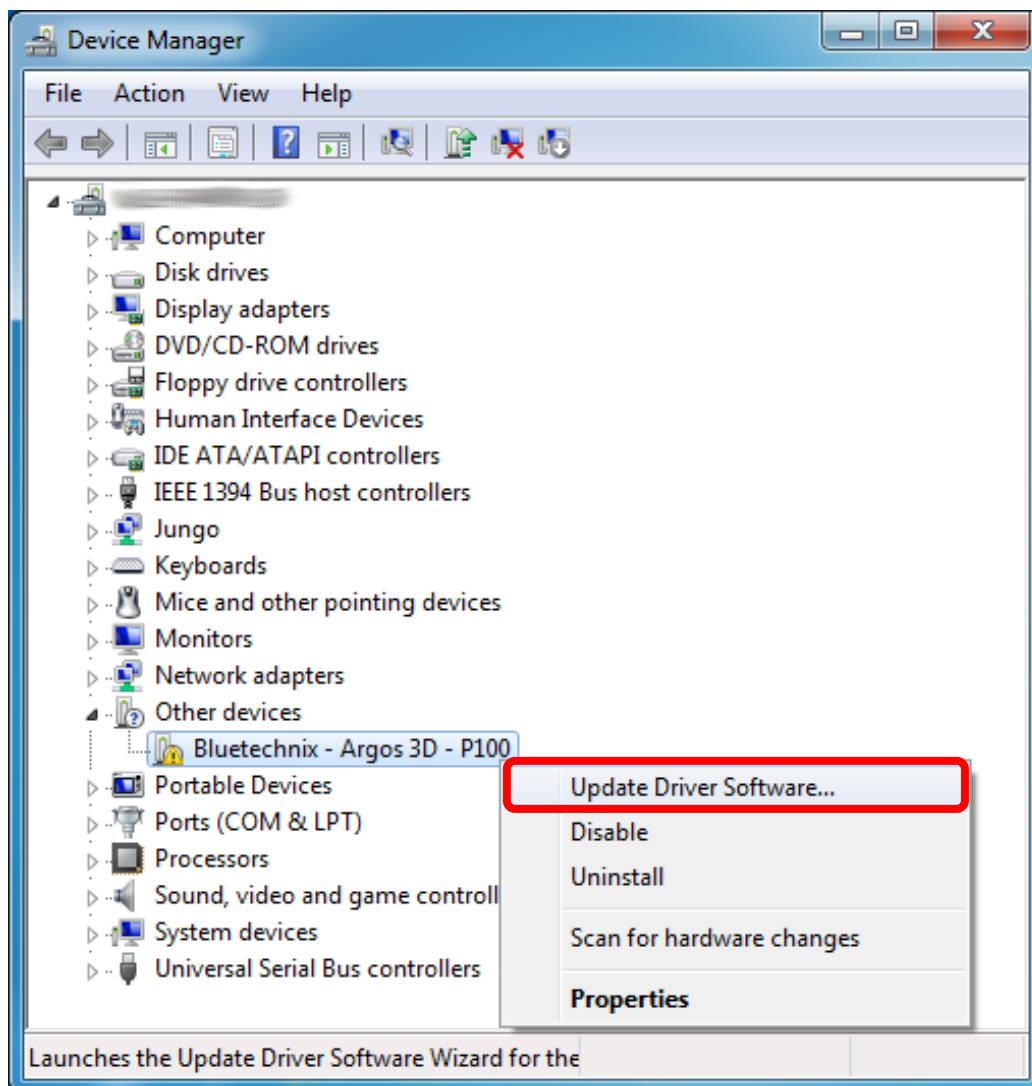 Device Manager
File Action View Help
Computer
Disk drives
Display adapters
DVD/CD-ROM drives
Floppy drive controllers
Human Interface Devices
IDE ATA/ATAPI controllers
IEEE 1394 Bus host controllers
Jungo
Keyboards
Mice and other pointing devices
Monitors
Network adapters
Other devices
Bluetechnix - Argos 3D - P100
Portable Devices
Ports (COM & LPT)
Processors
Sound, video and game controll
System devices
Universal Serial Bus controllers
Update Driver Software...
Disable
Uninstall
Scan for hardware changes
Properties
Launches the Update Driver Software Wizard for the